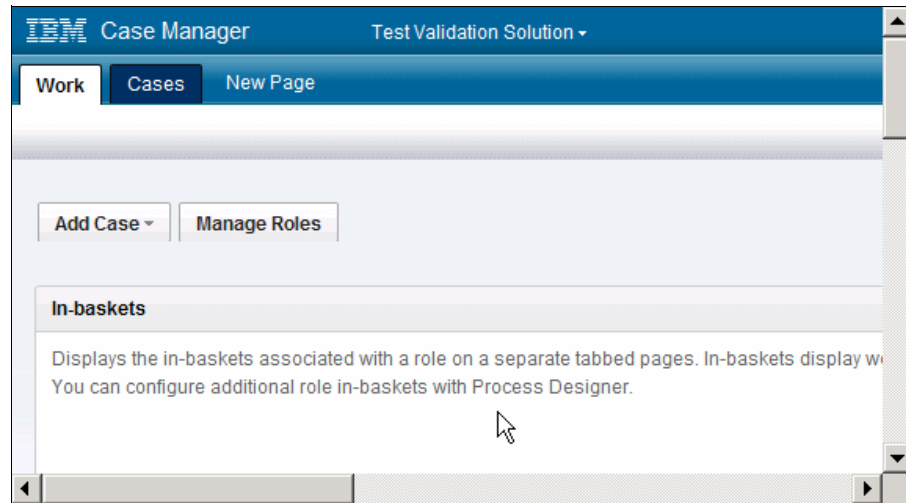 IBM Case Manager Test Validation Solution
Work Cases New Page
Add Case Manage Roles
In-baskets
Displays the in-baskets associated with a role on a separate tabbed pages. In-baskets display
You can configure additional role in-baskets with Process Designer.